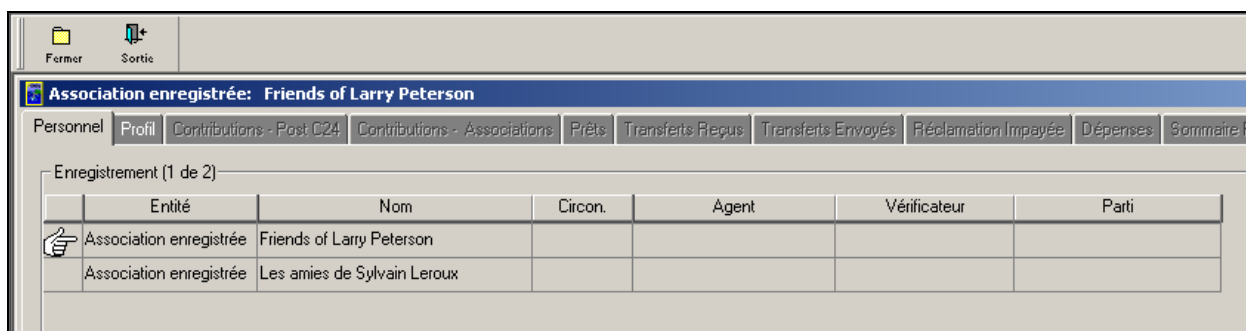 Fermer Sortie
Association enregistrée: Friends of Larry Peterson
Personnel Profil Contributions - Post C24 Contributions - Associations Prêts Transferts Reçus Transferts Envoyés Réclamation Impayée Dépenses Sommaire
Enregistrement (1 de 2)
Entité Nom Circon. Agent Vérificateur Parti
Association enregistrée Friends of Larry Peterson
Association enregistrée Les amies de Sylvain Leroux